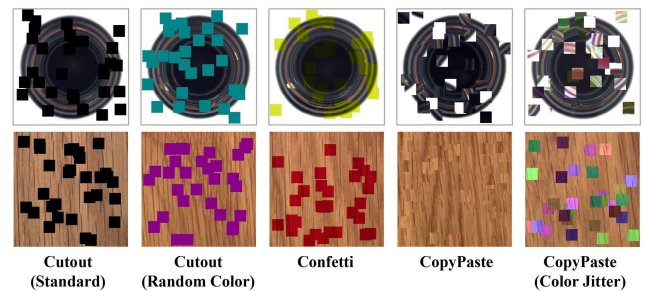 Cutout
(Standard)
Cutout
(Random Color)
Confetti
CopyPaste
CopyPaste
(Color Jitter)